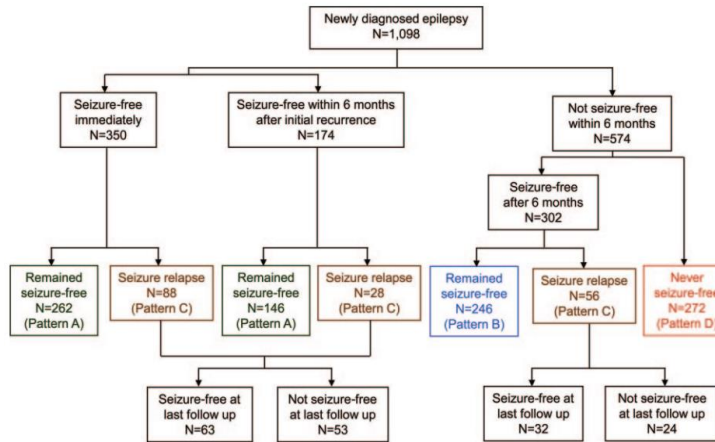 Newly diagnosed epilepsy
N=1,098
Seizure-free
immediately
N=350
Seizure-free within 6 months
after initial recurrence
N=174
Not seizure-free
within 6 months
N=574
Seizure-free
after 6 months
N=302
Remained
seizure-free
N=262
(Pattern A)
Seizure relapse
N=88
(Pattern C)
Remained
seizure-free
N=146
(Pattern A)
Seizure relapse
N=28
(Pattern C)
Remained
seizure-free
N=246
(Pattern B)
Seizure relapse
N=56
(Pattern C)
Never
seizure-free
N=272
(Pattern D)
Seizure-free at
last follow up
N=63
Not seizure-free
at last follow up
N=53
Seizure-free at
last follow up
N=32
Not seizure-free
at last follow up
N=24